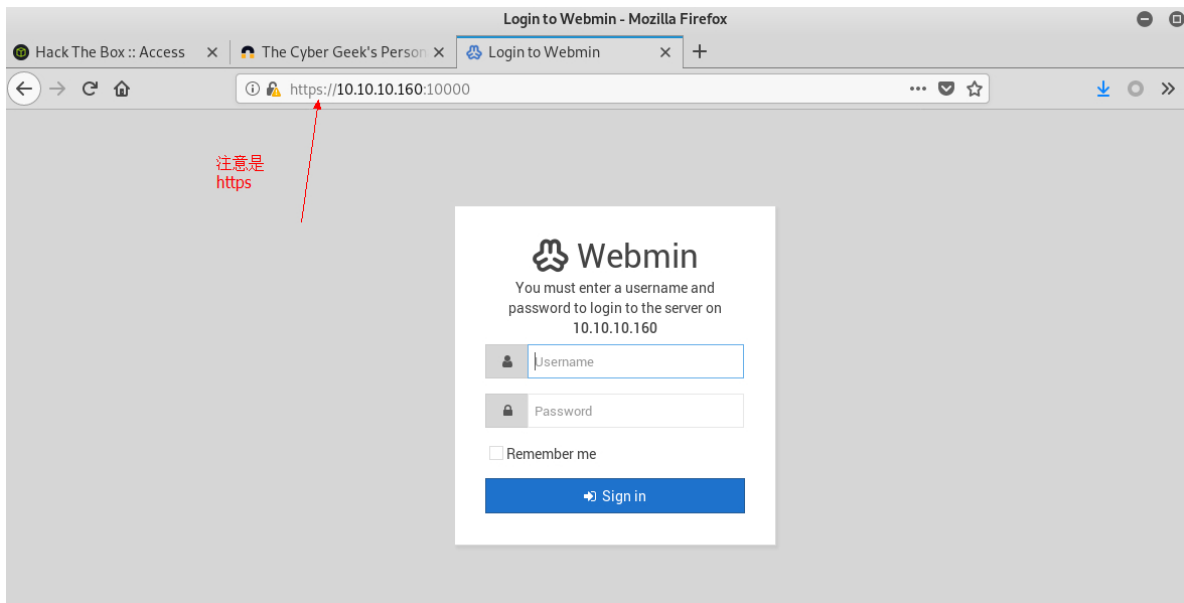 Login to Webmin - Mozilla Firefox
Hack The Box :: Access
The Cyber Geek's Person
Login to Webmin
https://10.10.10.160:10000
注意是
https
Webmin
You must enter a username and
password to login to the server on
10.10.10.160
Username
Password
Remember me
Sign in